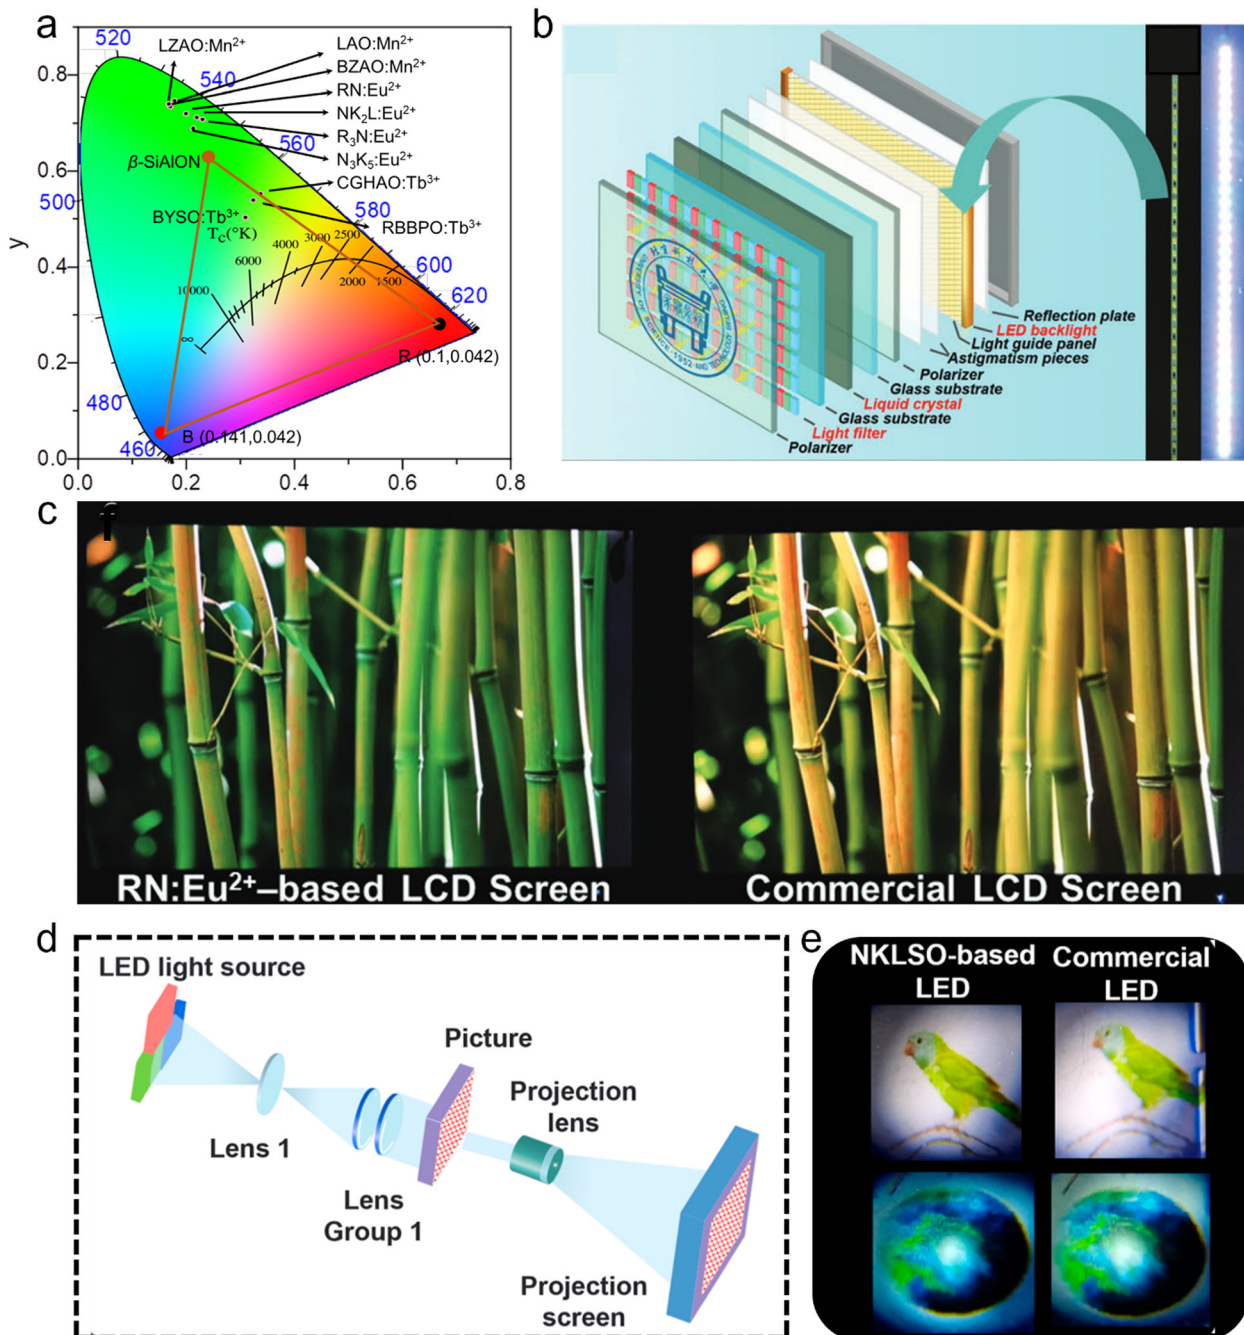 a
520
0.8
LZAO:Mn²⁺
540
LAO:Mn²⁺
BZAO:Mn²⁺
RN:Eu²⁺
NK₂L:Eu²⁺
R₃N:Eu²⁺
N₃K₅:Eu²⁺
CGHAO:Tb³⁺
RBBPO:Tb³⁺
560
β-SiAlON
0.6
500
BYSO:Tb³⁺
580
T_C(°K)
y
0.4
4000
3000
2500
6000
2000
1500
600
10000
620
∞
R (0.1,0.042)
0.2
480
B (0.141,0.042)
460
0.0
0.0 0.2 0.4 0.6 0.8
b
Reflection plate
LED backlight
Light guide panel
Astigmatism pieces
Polarizer
Glass substrate
Liquid crystal
Glass substrate
Light filter
Polarizer
1952
c
f
RN:Eu²⁺–based LCD Screen
Commercial LCD Screen
d
LED light source
Lens 1
Lens
Group 1
Picture
Projection
lens
Projection
screen
e
NKLSO-based
LED
Commercial
LED